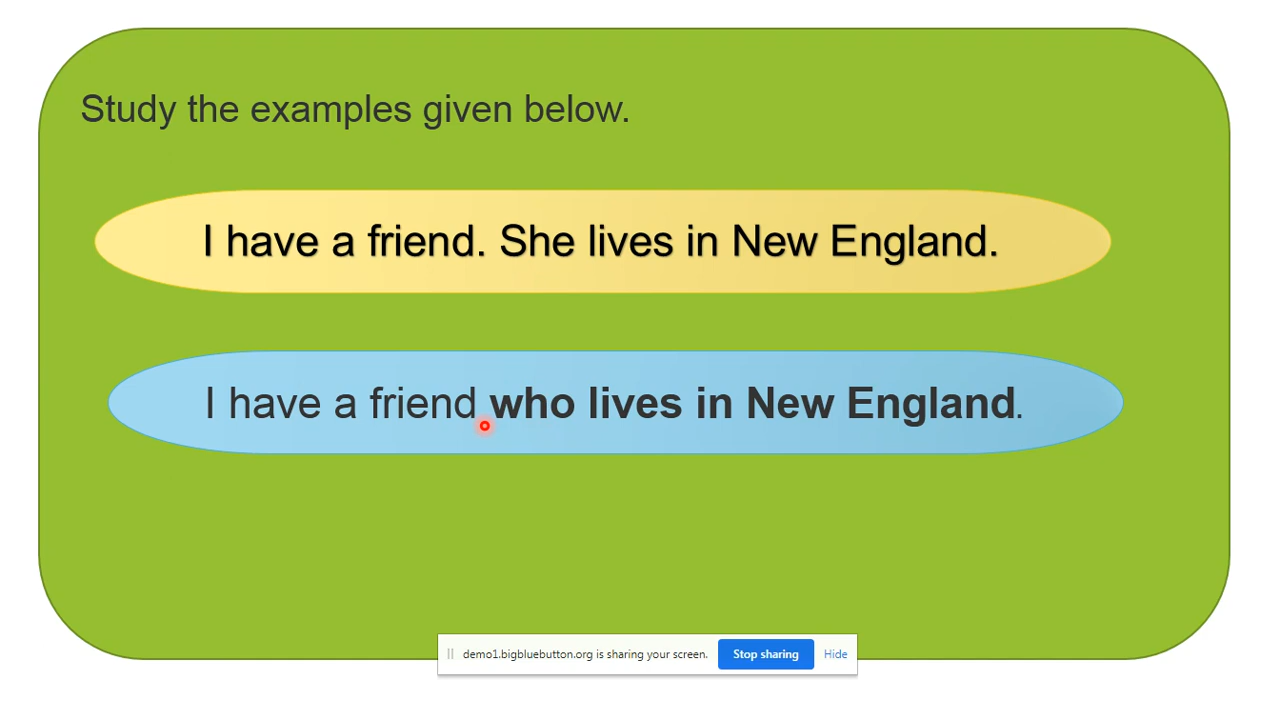 Study the examples given below.
I have a friend. She lives in New England.
I have a friend who lives in New England.
demo1.bigbluebutton.org is sharing your screen. Stop sharing Hide